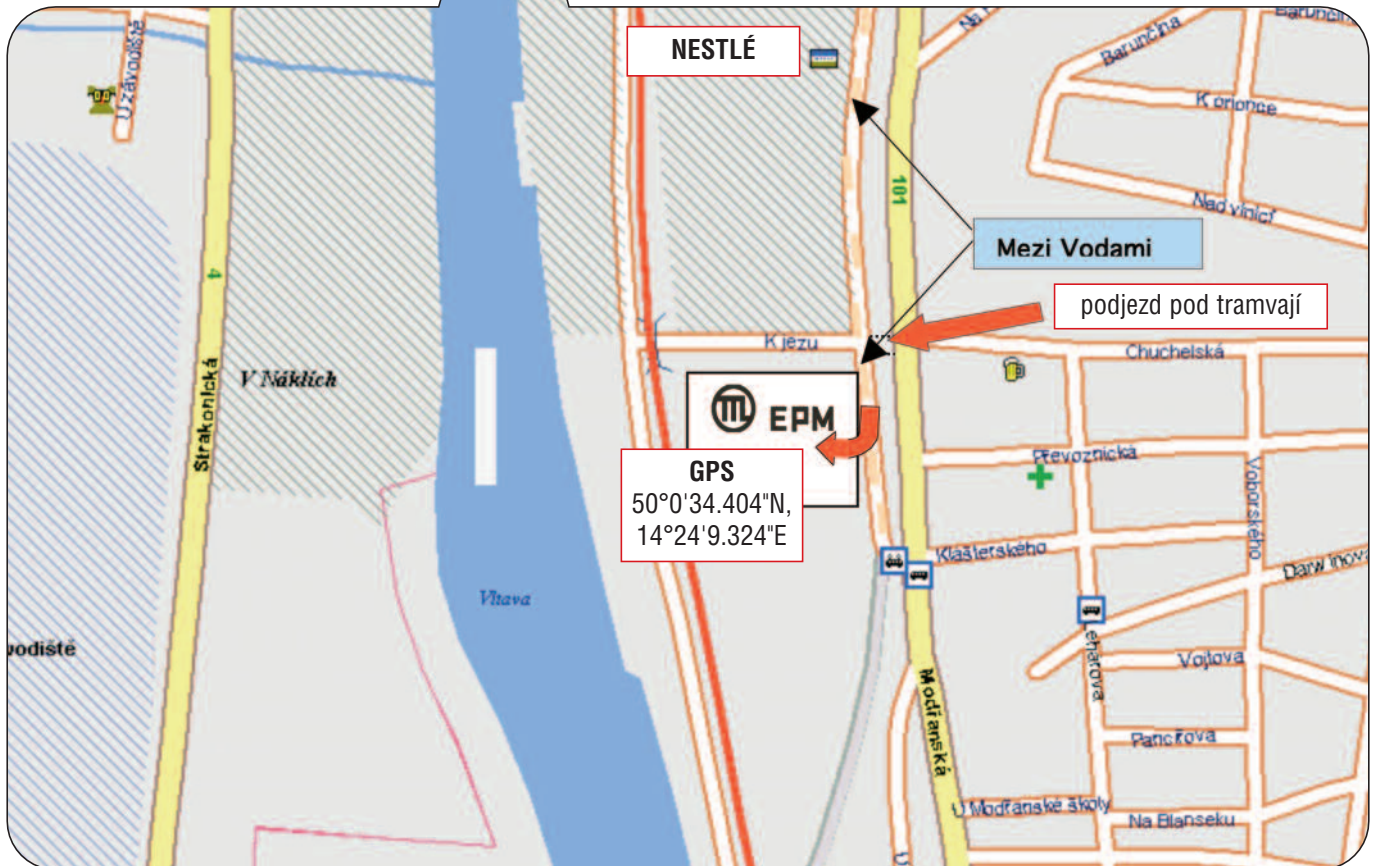 U závodiště
NESTLÉ
Barunčina
K orionce
Nad vinicí
101
Mezi Vodami
podjezd pod tramvají
4
Strakonická
V Náklích
K jezu
Chuchelská
EPM
GPS
50°0'34.404"N,
14°24'9.324"E
Převoznická
Voborského
Klášterského
Darwinova
Vltava
vodiště
Lehárova
Vojtova
Modřanská
Pancířova
U Modřanské školy
Na Blanseku